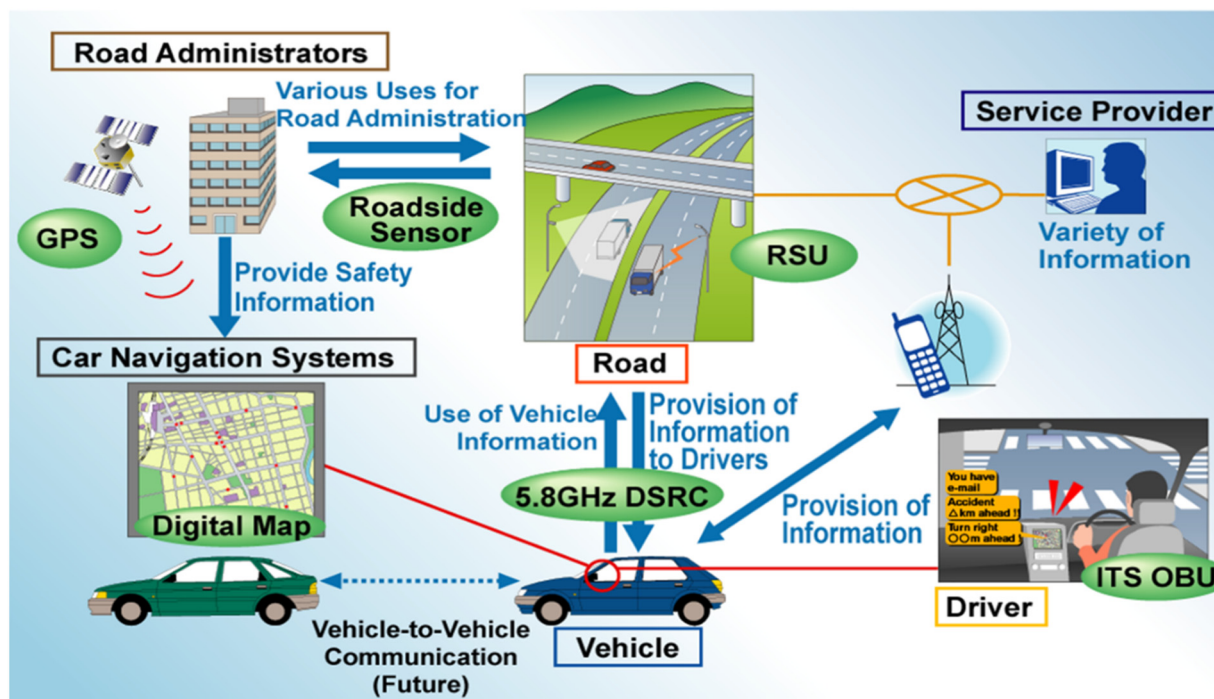 Road Administrators
Various Uses for
Road Administration
Service Provider
GPS
Roadside
Sensor
RSU
Variety of
Information
Provide Safety
Information
Car Navigation Systems
Road
Use of Vehicle
Information
Provision of
Information
to Drivers
5.8GHz DSRC
Digital Map
Provision of
Information
You have
e-mail
Accident
△km ahead !!
Turn right
○○m ahead
ITS OBU
Driver
Vehicle-to-Vehicle
Communication
(Future)
Vehicle